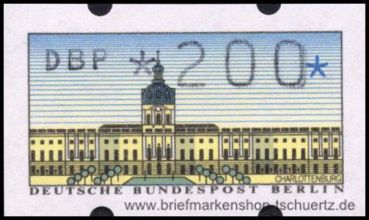 DBP *200*
CHARLOTTENBURG
DEUTSCHE BUNDESPOST BERLIN
www.briefmarkenshop-tschuertz.de